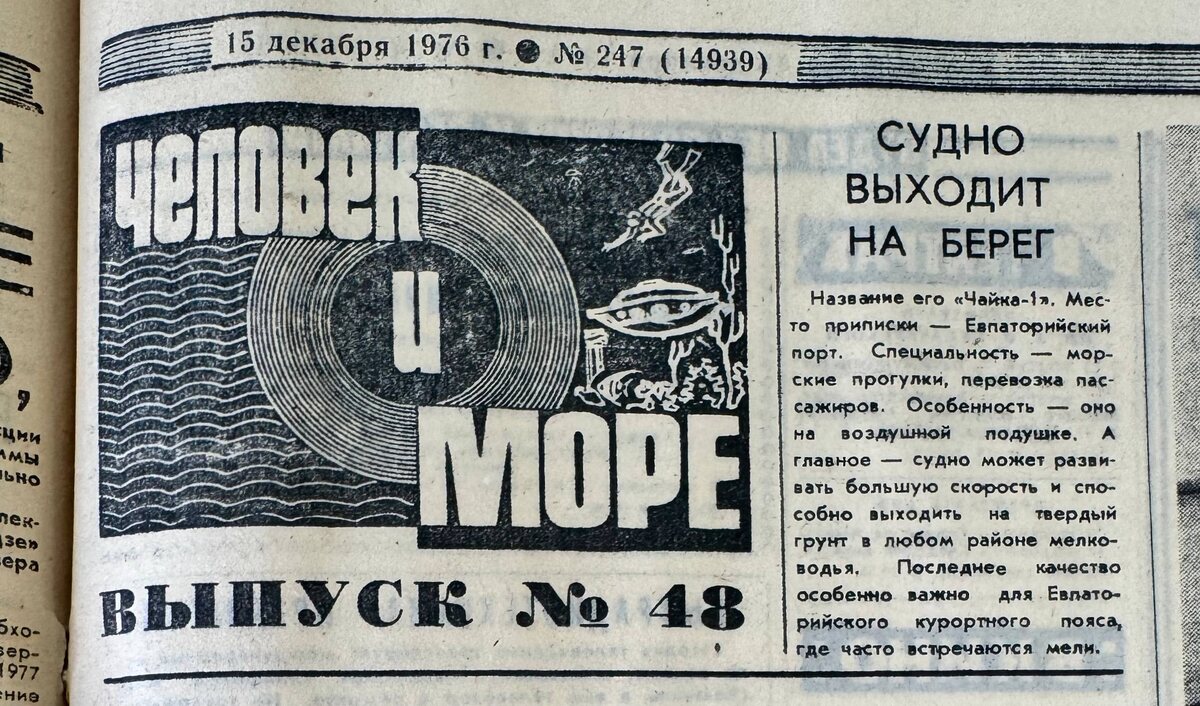 15 декабря 1976 г. ● № 247 (14939)
ЧЕЛОВЕК
И
МОРЕ
ВЫПУСК № 48
СУДНО
ВЫХОДИТ
НА БЕРЕГ
Название его «Чайка-1». Мес-
то приписки — Евпаторийский
порт. Специальность — мор-
ские прогулки, перевозка пас-
сажиров. Особенность — оно
на воздушной подушке. А
главное — судно может разви-
вать большую скорость и спо-
собно выходить на твердый
грунт в любом районе мелко-
водья. Последнее качество
особенно важно для Евпато-
рийского курортного пояса,
где часто встречаются мели.
1977